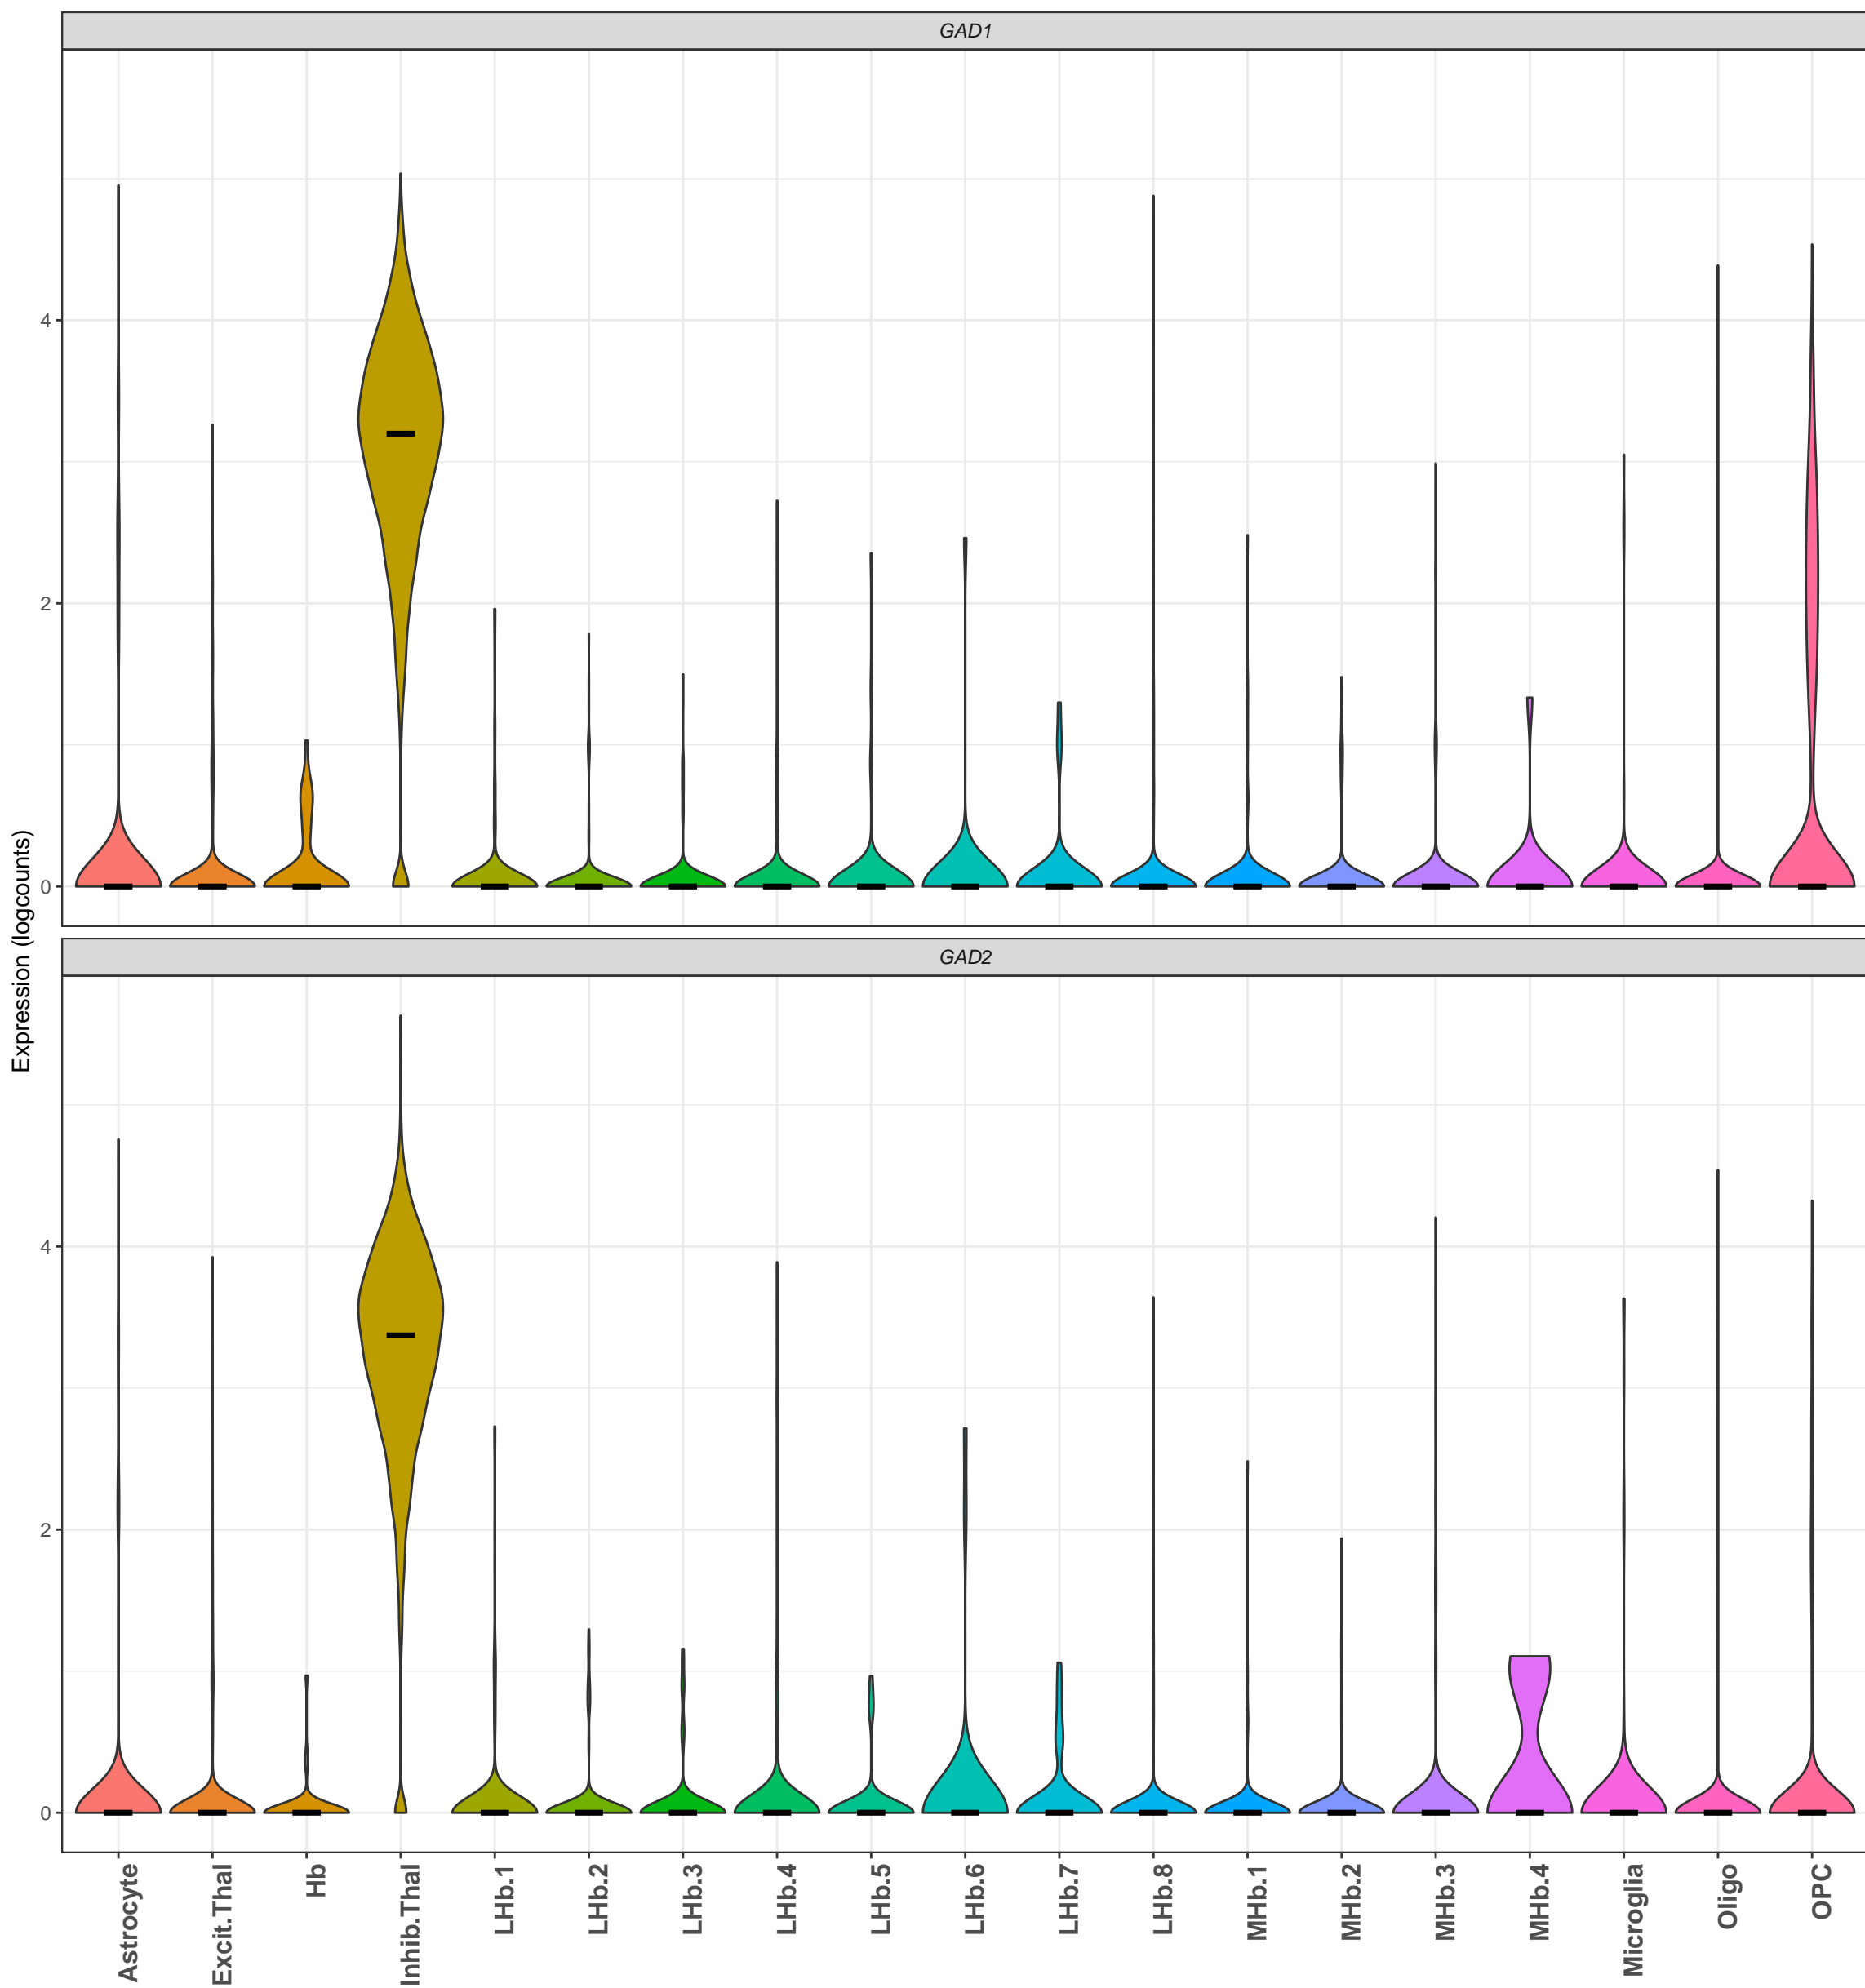 GAD1
4
2
0
Expression (logcounts)
GAD2
4
2
0
Astrocyte
Excit.Thal
Hb
Inhib.Thal
LHb.1
LHb.2
LHb.3
LHb.4
LHb.5
LHb.6
LHb.7
LHb.8
MHb.1
MHb.2
MHb.3
MHb.4
Microglia
Oligo
OPC